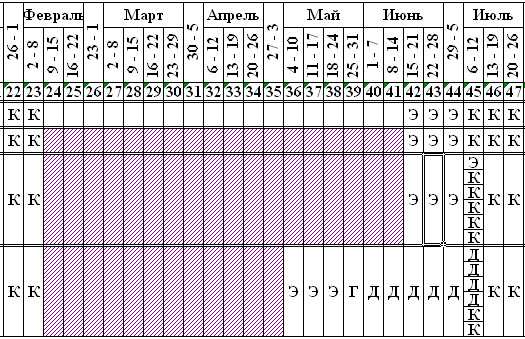 Февраль Март Апрель Май Июнь Июль
26 - 1 2 - 8 9 - 15 16 - 22 23 - 1 2 - 8 9 - 15 16 - 22 23 - 29 30 - 5 6 - 12 13 - 19 20 - 26 27 - 3 4 - 10 11 - 17 18 - 24 25 - 31 1 - 7 8 - 14 15 - 21 22 - 28 29 - 5 6 - 12 13 - 19 20 - 26
22 23 24 25 26 27 28 29 30 31 32 33 34 35 36 37 38 39 40 41 42 43 44 45 46 47
К К Э Э Э К К К
К К Э Э Э К К К
Э
К
К
К К Э Э Э К К К
К
К
Д
Д
Д
К К Э Э Э Г Д Д Д Д Д Д К К
К
К